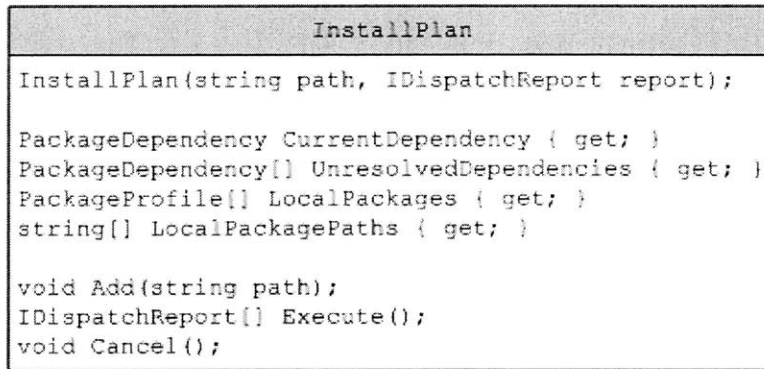 InstallPlan
InstallPlan(string path, IDispatchReport report);
PackageDependency CurrentDependency { get; }
PackageDependency[] UnresolvedDependencies { get; }
PackageProfile[] LocalPackages { get; }
string[] LocalPackagePaths { get; }
void Add(string path);
IDispatchReport[] Execute();
void Cancel();